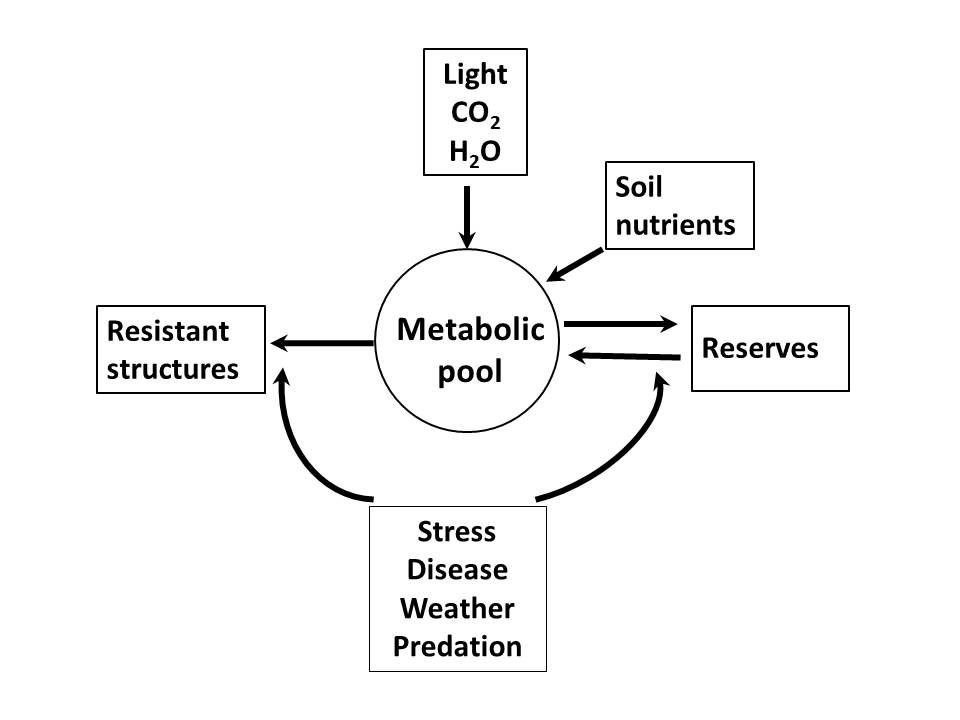 Light
CO₂
H₂O
Soil
nutrients
Metabolic
pool
Resistant
structures
Reserves
Stress
Disease
Weather
Predation